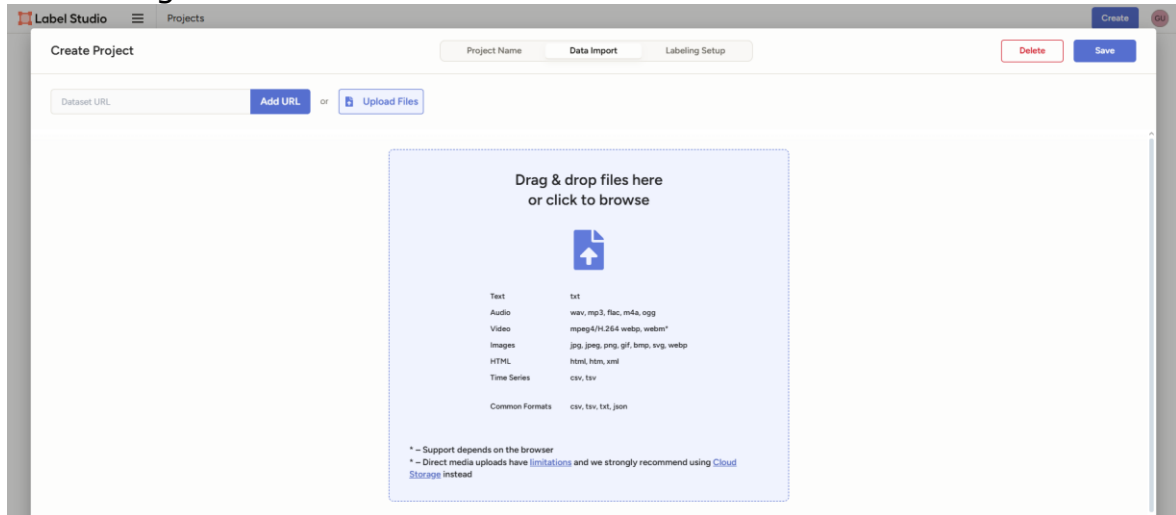 Label Studio Projects Create GU
Create Project Project Name Data Import Labeling Setup Delete Save
Dataset URL Add URL or Upload Files
Drag & drop files here
or click to browse
Text txt
Audio wav, mp3, flac, m4a, ogg
Video mpeg4/H.264 webp, webm*
Images jpg, jpeg, png, gif, bmp, svg, webp
HTML html, htm, xml
Time Series csv, tsv
Common Formats csv, tsv, txt, json
* – Support depends on the browser
* – Direct media uploads have limitations and we strongly recommend using Cloud
Storage instead